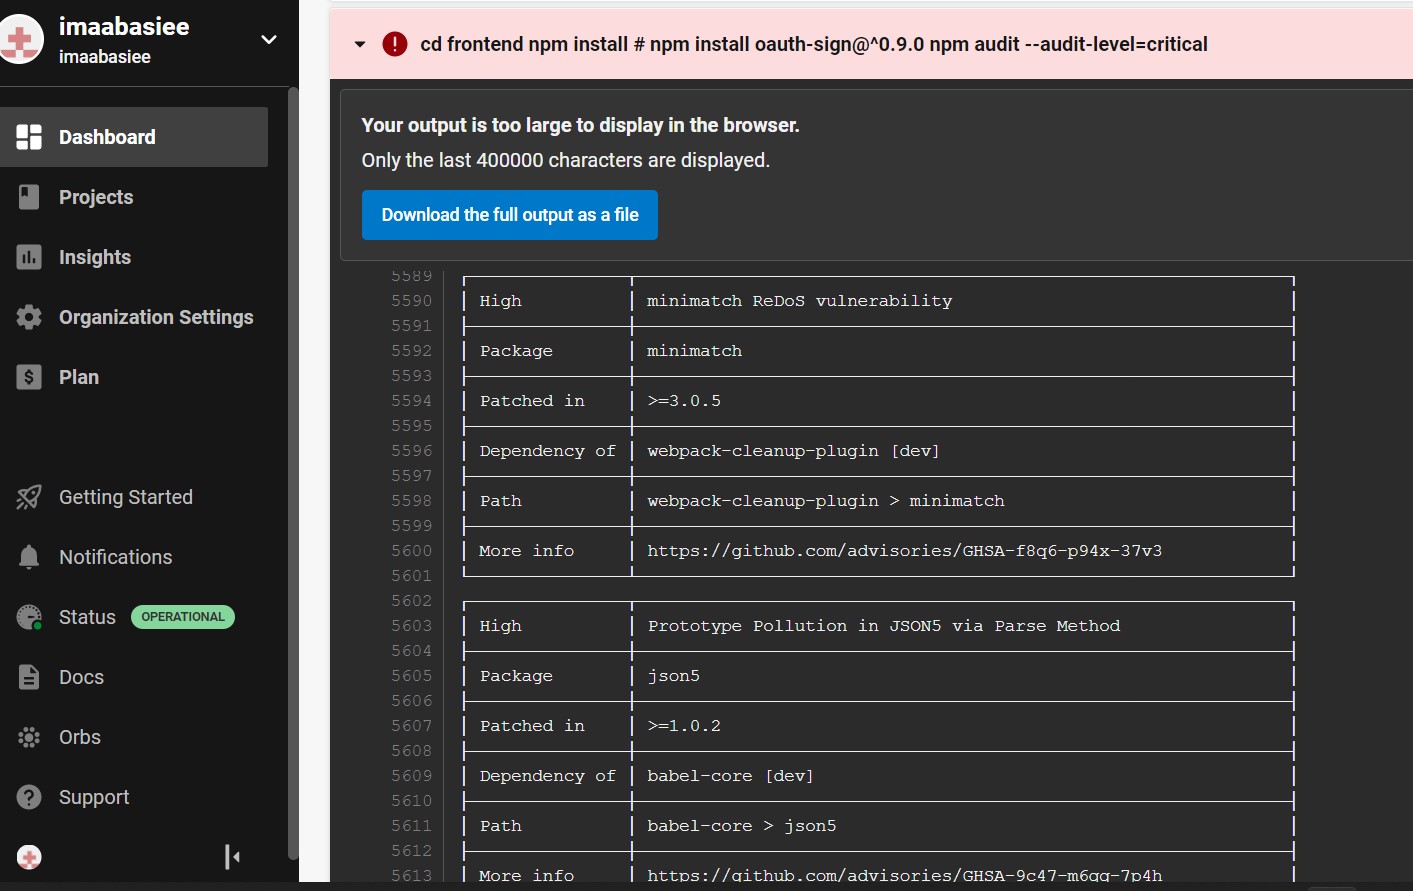 imaabasiee
imaabasiee
Dashboard
Projects
Insights
Organization Settings
Plan
Getting Started
Notifications
Status OPERATIONAL
Docs
Orbs
Support
cd frontend npm install # npm install oauth-sign@^0.9.0 npm audit --audit-level=critical
Your output is too large to display in the browser.
Only the last 400000 characters are displayed.
Download the full output as a file
5589
5590 High minimatch ReDoS vulnerability
5591
5592 Package minimatch
5593
5594 Patched in >=3.0.5
5595
5596 Dependency of webpack-cleanup-plugin [dev]
5597
5598 Path webpack-cleanup-plugin > minimatch
5599
5600 More info https://github.com/advisories/GHSA-f8q6-p94x-37v3
5601
5602
5603 High Prototype Pollution in JSON5 via Parse Method
5604
5605 Package json5
5606
5607 Patched in >=1.0.2
5608
5609 Dependency of babel-core [dev]
5610
5611 Path babel-core > json5
5612
5613 More info https://github.com/advisories/GHSA-9c47-m6qq-7p4h